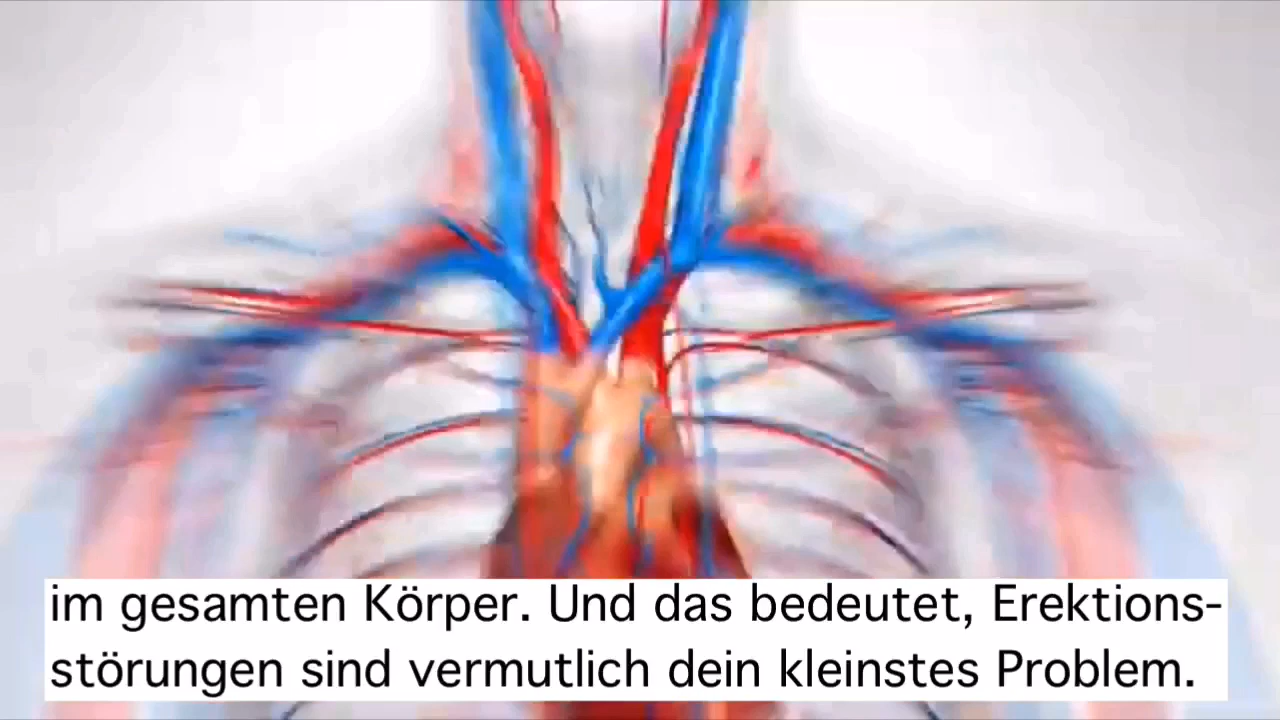 im gesamten Körper. Und das bedeutet, Erektions-
störungen sind vermutlich dein kleinstes Problem.